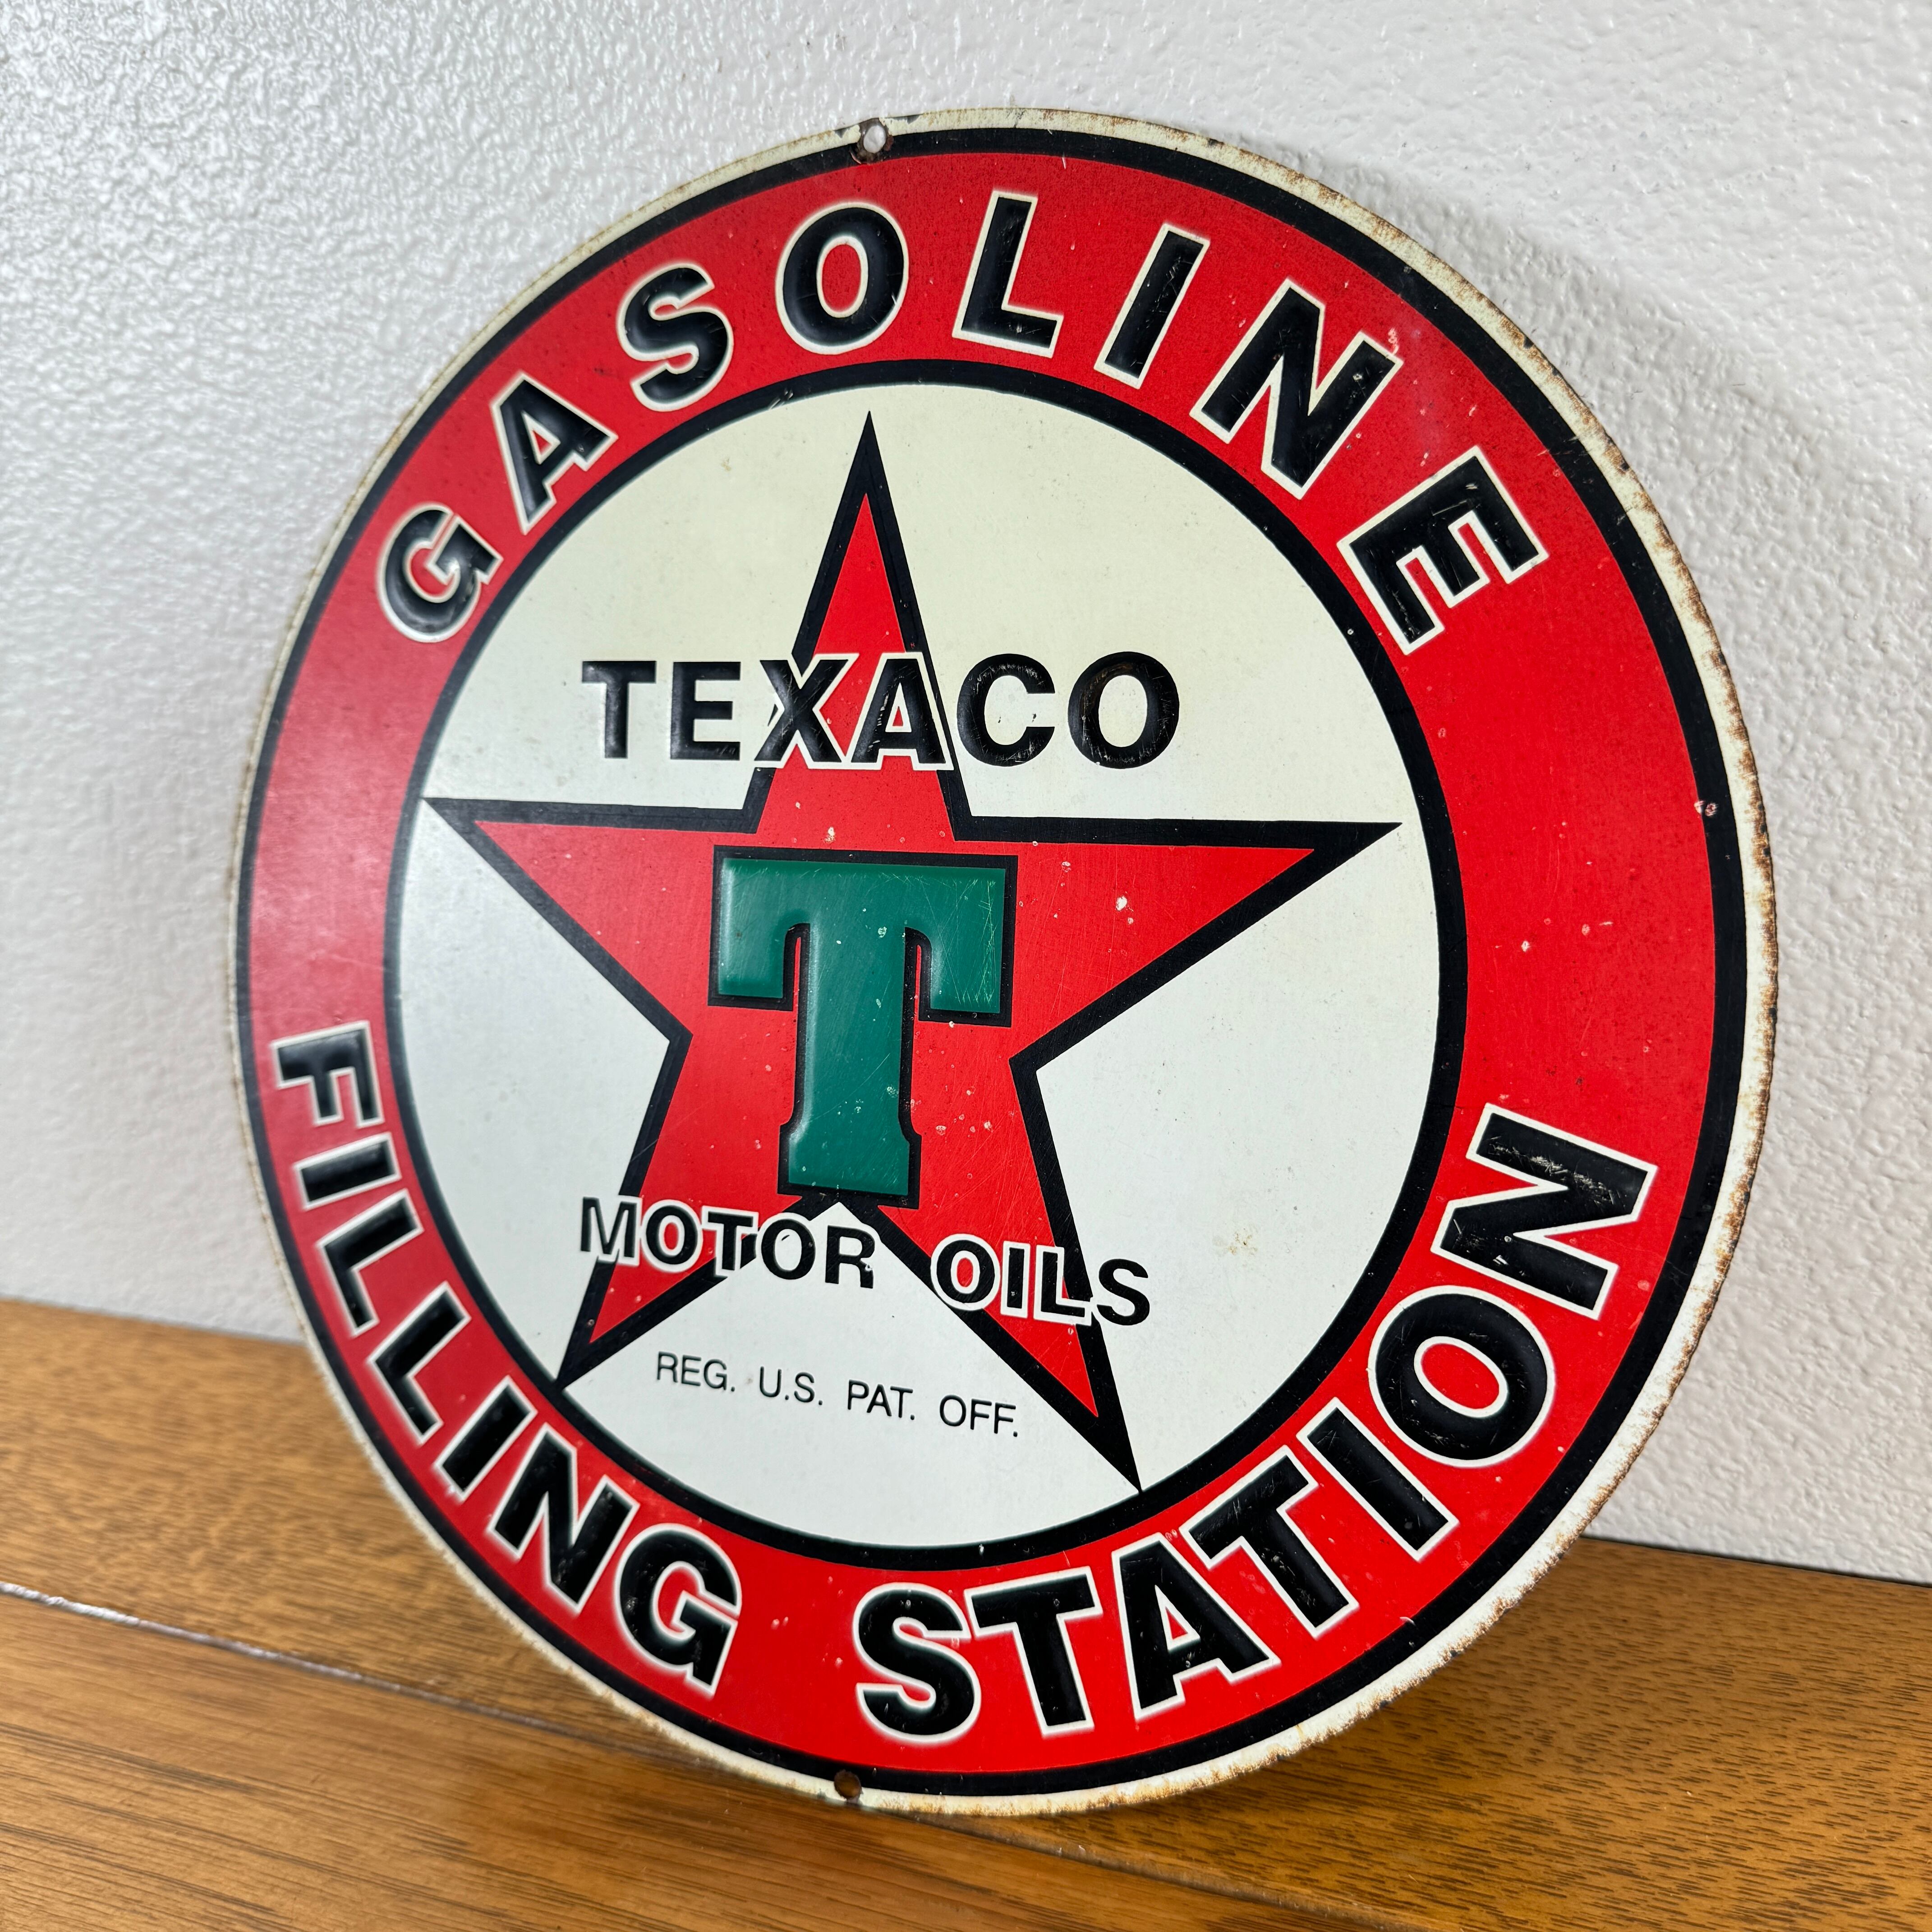 GASOLINE
TEXACO
T
MOTOR OILS
REG. U.S. PAT. OFF.
FILLING STATION